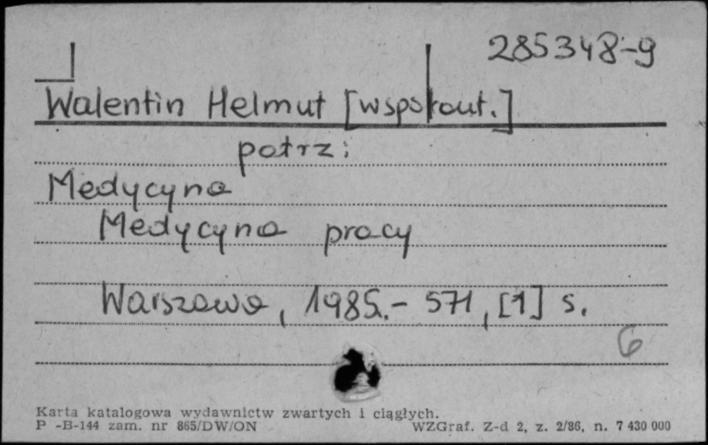 285348-9
Walentin Helmut [współaut.]
patrz:
Medycyna
Medycyna pracy
Warszawa, 1985.- 571, [1] s.
6
Karta katalogowa wydawnictw zwartych i ciągłych.
P -B-144 zam. nr 865/DW/ON WZGraf. Z-d 2, z. 2/86, n. 7 430 000